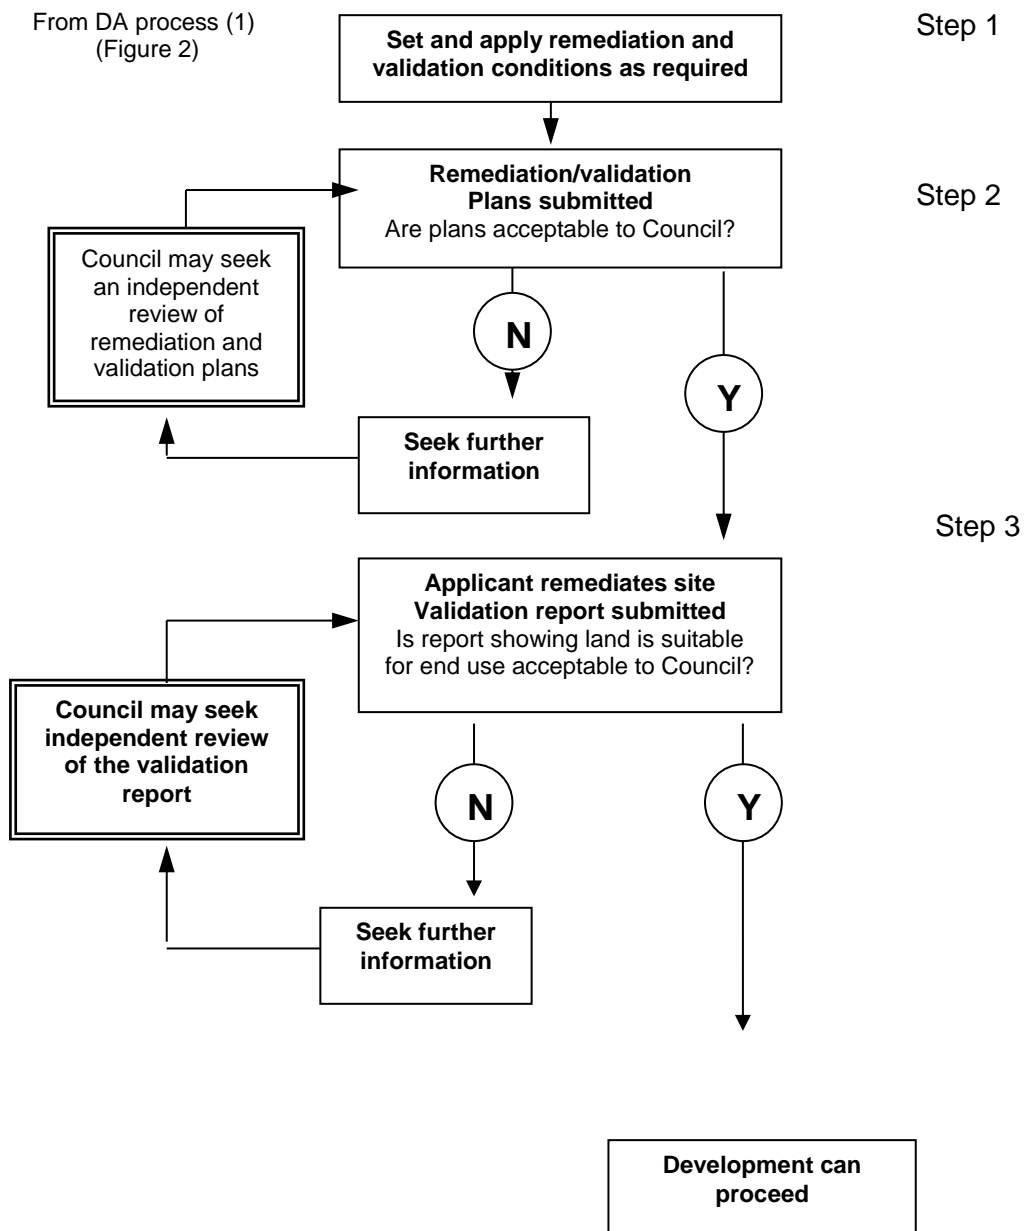 From DA process (1)
(Figure 2)
Set and apply remediation and
validation conditions as required
Step 1
Remediation/validation
Plans submitted
Are plans acceptable to Council?
Step 2
Council may seek
an independent
review of
remediation and
validation plans
N
Y
Seek further
information
Step 3
Applicant remediates site
Validation report submitted
Is report showing land is suitable
for end use acceptable to Council?
Council may seek
independent review
of the validation
report
N
Y
Seek further
information
Development can
proceed